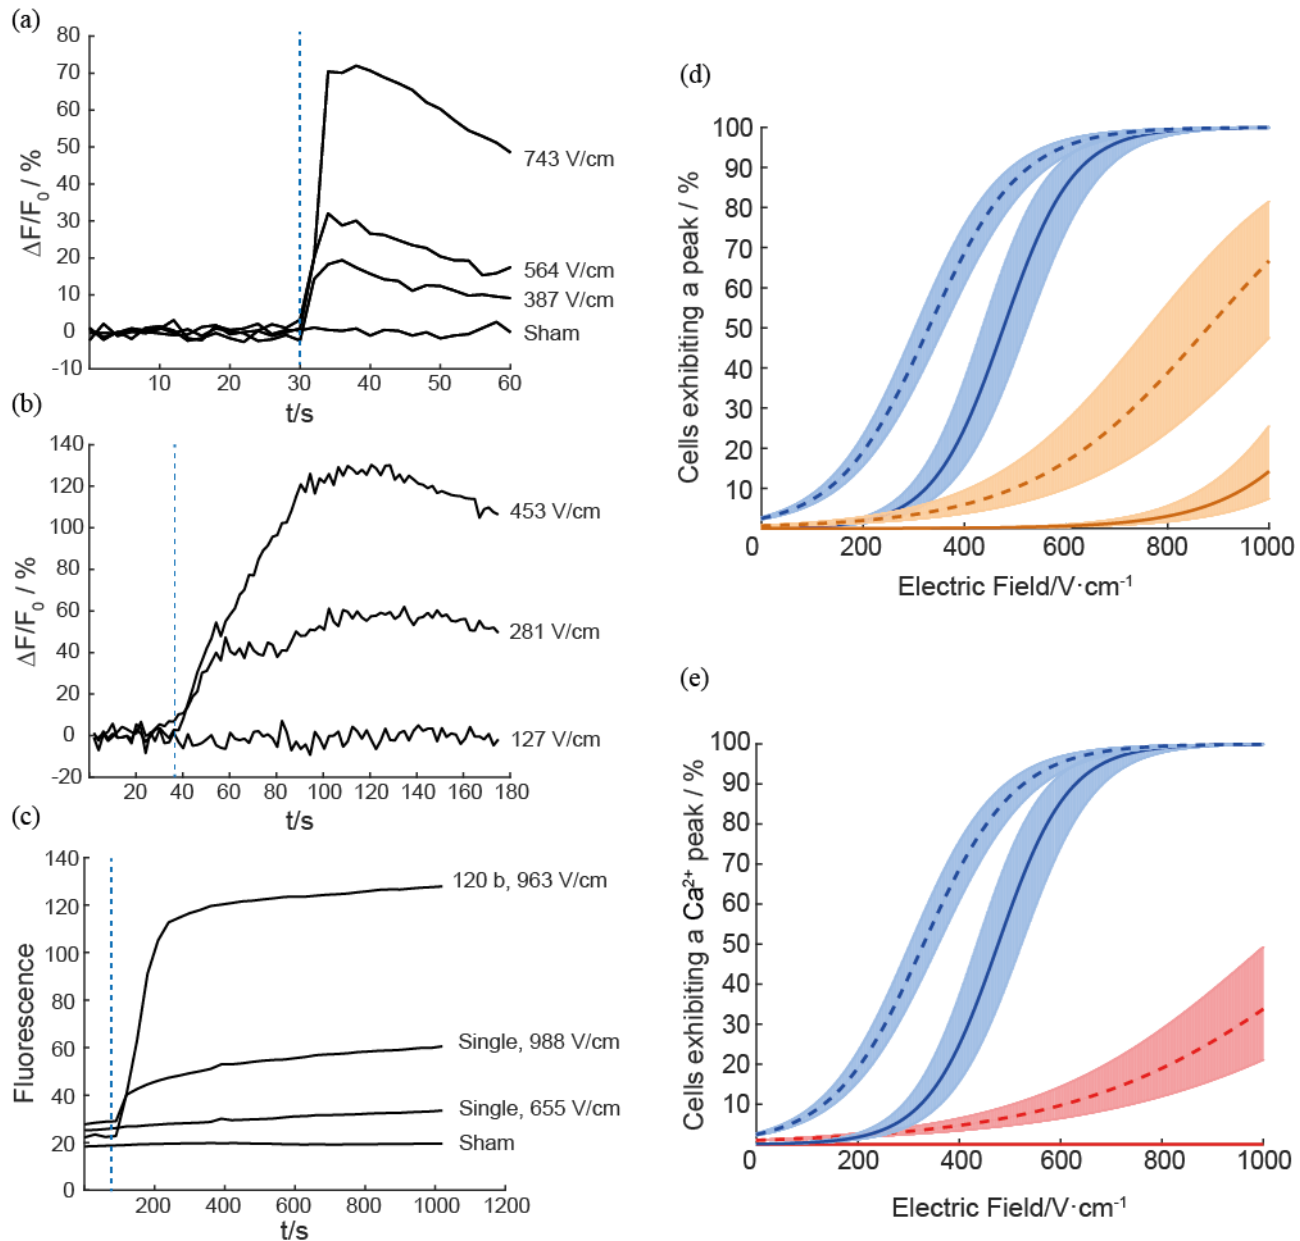 (a)
80
70
60
50
40
30
20
10
0
-10
ΔF/F₀ / %
743 V/cm
564 V/cm
387 V/cm
Sham
10 20 30 40 50 60
t/s
(b)
140
120
100
80
60
40
20
0
-20
ΔF/F₀ / %
453 V/cm
281 V/cm
127 V/cm
20 40 60 80 100 120 140 160 180
t/s
(c)
140
120
100
80
60
40
20
0
Fluorescence
120 b, 963 V/cm
Single, 988 V/cm
Single, 655 V/cm
Sham
200 400 600 800 1000 1200
t/s
(d)
100
90
80
70
60
50
40
30
20
10
Cells exhibiting a peak / %
0 200 400 600 800 1000
Electric Field/V·cm⁻¹
(e)
100
90
80
70
60
50
40
30
20
10
Cells exhibiting a Ca²⁺ peak / %
0 200 400 600 800 1000
Electric Field/V·cm⁻¹